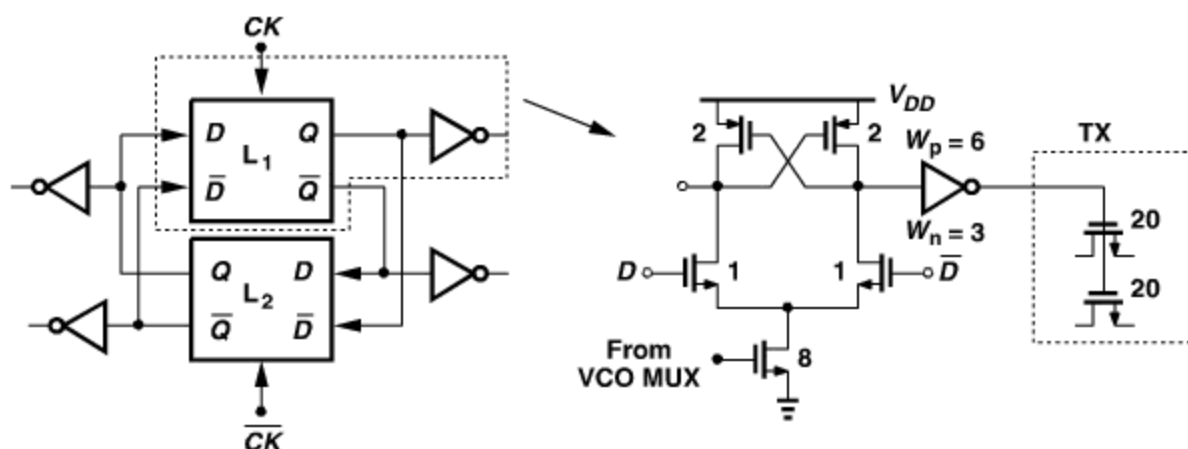 CK
D
Q
L1
D̅
Q̅
Q
D
L2
Q̅
D̅
C̅K̅
VDD
2
2
Wp = 6
TX
Wn = 3
20
D
1
1
D̅
20
From
VCO MUX
8